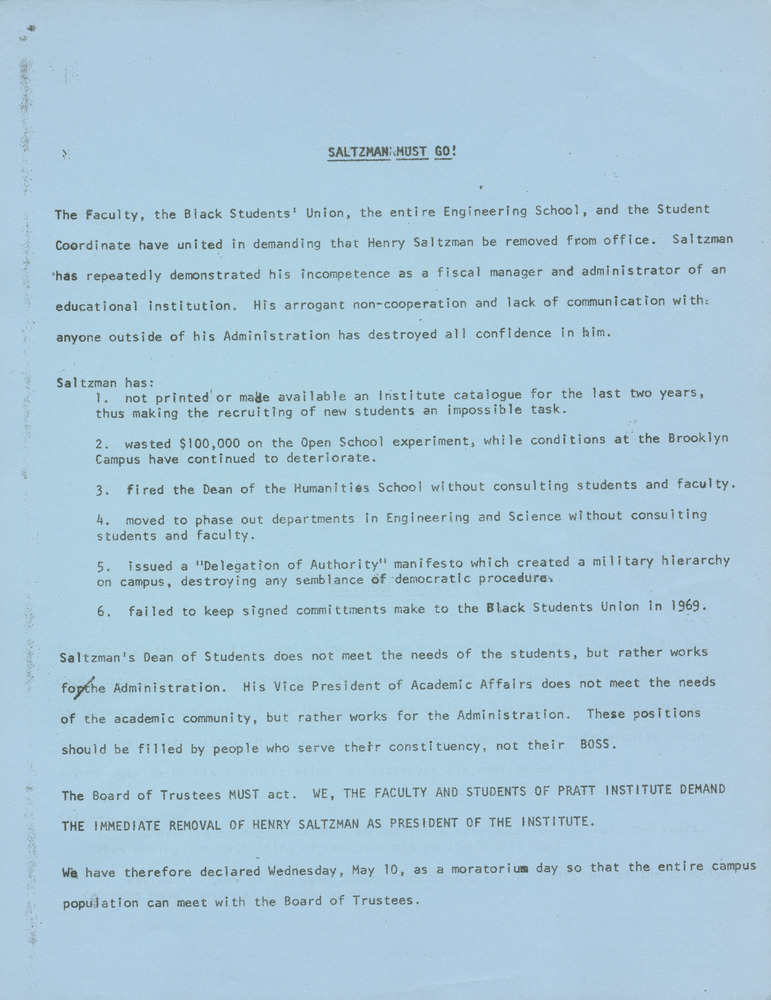 SALTZMAN MUST GO!
The Faculty, the Black Students' Union, the entire Engineering School, and the Student
Coordinate have united in demanding that Henry Saltzman be removed from office. Saltzman
has repeatedly demonstrated his incompetence as a fiscal manager and administrator of an
educational institution. His arrogant non-cooperation and lack of communication with
anyone outside of his Administration has destroyed all confidence in him.
Saltzman has:
1. not printed or made available an Institute catalogue for the last two years,
thus making the recruiting of new students an impossible task.
2. wasted $100,000 on the Open School experiment, while conditions at the Brooklyn
Campus have continued to deteriorate.
3. fired the Dean of the Humanities School without consulting students and faculty.
4. moved to phase out departments in Engineering and Science without consulting
students and faculty.
5. issued a "Delegation of Authority" manifesto which created a military hierarchy
on campus, destroying any semblance of democratic procedure.
6. failed to keep signed committments make to the Black Students Union in 1969.
Saltzman's Dean of Students does not meet the needs of the students, but rather works
for/the Administration. His Vice President of Academic Affairs does not meet the needs
of the academic community, but rather works for the Administration. These positions
should be filled by people who serve their constituency, not their BOSS.
The Board of Trustees MUST act. WE, THE FACULTY AND STUDENTS OF PRATT INSTITUTE DEMAND
THE IMMEDIATE REMOVAL OF HENRY SALTZMAN AS PRESIDENT OF THE INSTITUTE.
We have therefore declared Wednesday, May 10, as a moratorium day so that the entire campus
population can meet with the Board of Trustees.